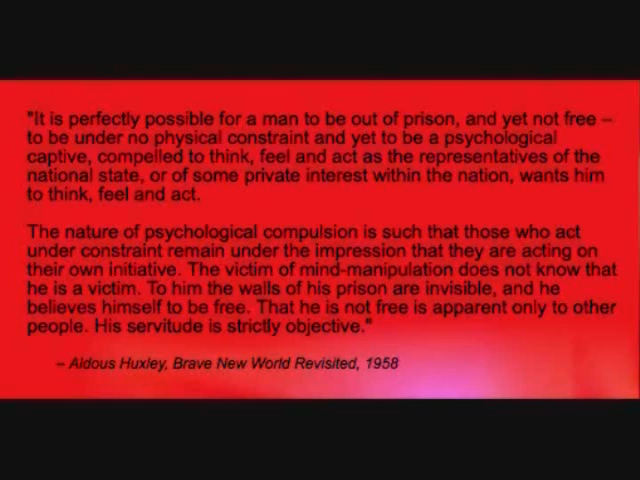 "It is perfectly possible for a man to be out of prison, and yet not free –
to be under no physical constraint and yet to be a psychological
captive, compelled to think, feel and act as the representatives of the
national state, or of some private interest within the nation, wants him
to think, feel and act.
The nature of psychological compulsion is such that those who act
under constraint remain under the impression that they are acting on
their own initiative. The victim of mind-manipulation does not know that
he is a victim. To him the walls of his prison are invisible, and he
believes himself to be free. That he is not free is apparent only to other
people. His servitude is strictly objective."
– Aldous Huxley, Brave New World Revisited, 1958